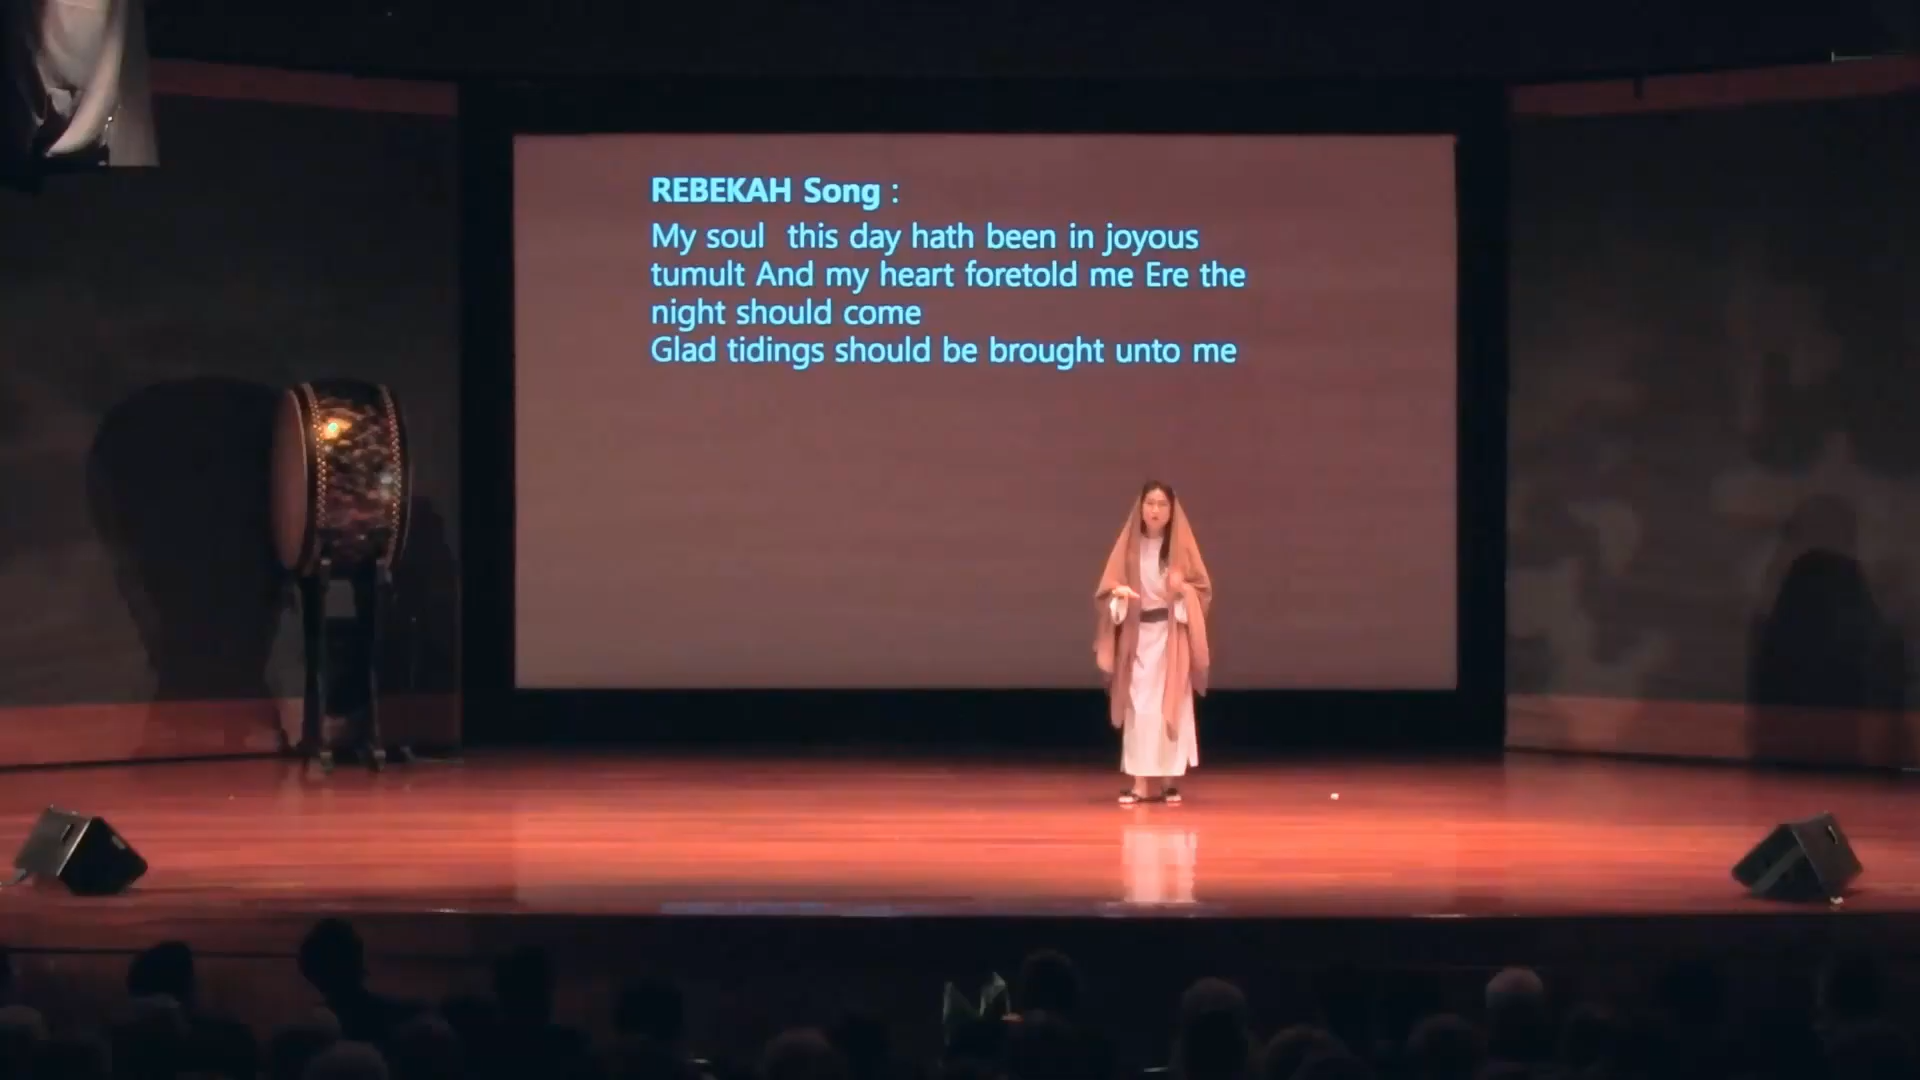 REBEKAH Song :
My soul  this day hath been in joyous
tumult And my heart foretold me Ere the
night should come
Glad tidings should be brought unto me